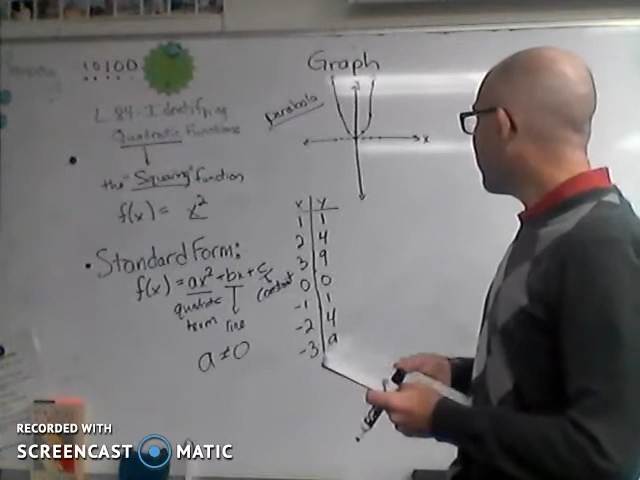 10100
L 84 - Identifying
Quadratic Functions
the "Squaring" function
f(x) = x²
• Standard Form:
f(x) = ax² + bx + c
quadratic
term
line
constant
a ≠ 0
Graph
parabola
x
x y
1 1
2 4
3 9
0 0
-1 1
-2 4
-3 9
RECORDED WITH
SCREENCAST MATIC